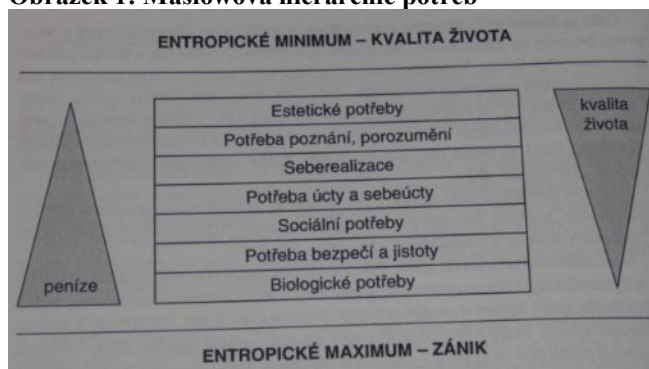 Obrázek 1: Maslowova hierarchie potřeb
ENTROPICKÉ MINIMUM – KVALITA ŽIVOTA
Estetické potřeby
kvalita
života
Potřeba poznání, porozumění
Seberealizace
Potřeba úcty a sebeúcty
Sociální potřeby
Potřeba bezpečí a jistoty
peníze
Biologické potřeby
ENTROPICKÉ MAXIMUM – ZÁNIK